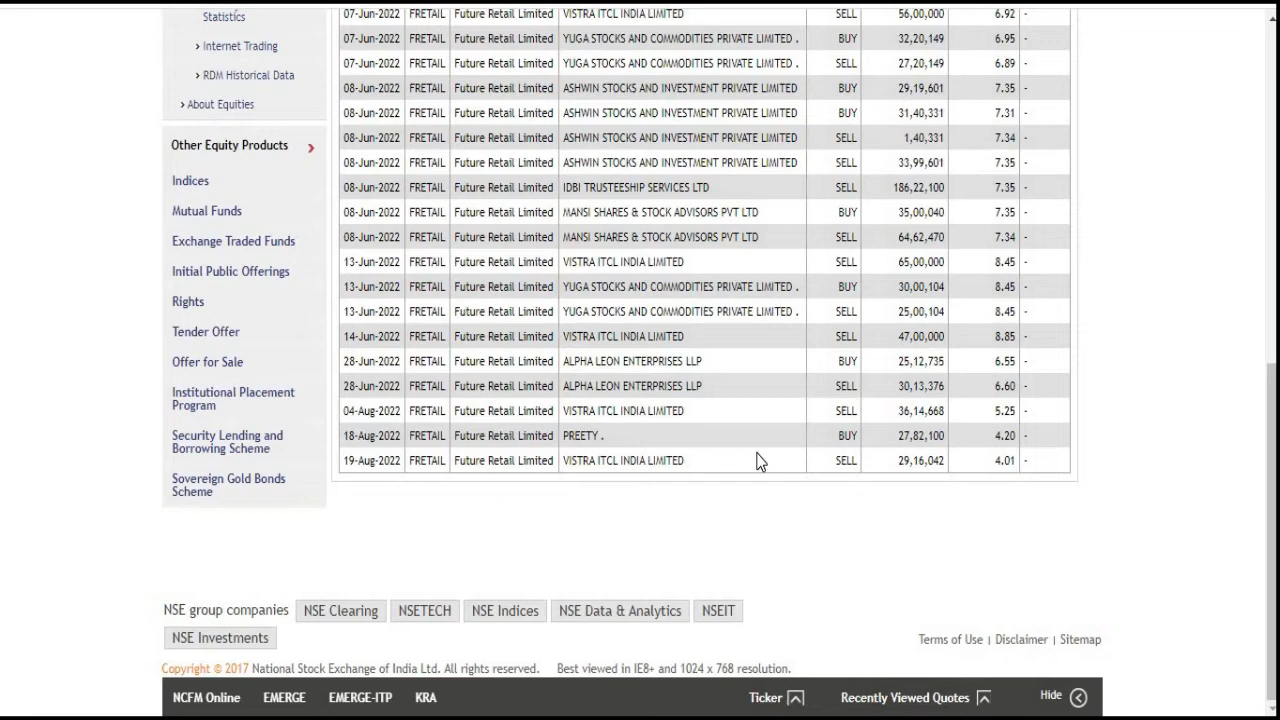 Statistics
› Internet Trading
› RDM Historical Data
› About Equities
Other Equity Products
Indices
Mutual Funds
Exchange Traded Funds
Initial Public Offerings
Rights
Tender Offer
Offer for Sale
Institutional Placement
Program
Security Lending and
Borrowing Scheme
Sovereign Gold Bonds
Scheme
07-Jun-2022 FRETAIL Future Retail Limited VISTRA ITCL INDIA LIMITED SELL 56,00,000 6.92 -
07-Jun-2022 FRETAIL Future Retail Limited YUGA STOCKS AND COMMODITIES PRIVATE LIMITED . BUY 32,20,149 6.95 -
07-Jun-2022 FRETAIL Future Retail Limited YUGA STOCKS AND COMMODITIES PRIVATE LIMITED . SELL 27,20,149 6.89 -
08-Jun-2022 FRETAIL Future Retail Limited ASHWIN STOCKS AND INVESTMENT PRIVATE LIMITED BUY 29,19,601 7.35 -
08-Jun-2022 FRETAIL Future Retail Limited ASHWIN STOCKS AND INVESTMENT PRIVATE LIMITED BUY 31,40,331 7.31 -
08-Jun-2022 FRETAIL Future Retail Limited ASHWIN STOCKS AND INVESTMENT PRIVATE LIMITED SELL 1,40,331 7.34 -
08-Jun-2022 FRETAIL Future Retail Limited ASHWIN STOCKS AND INVESTMENT PRIVATE LIMITED SELL 33,99,601 7.35 -
08-Jun-2022 FRETAIL Future Retail Limited IDBI TRUSTEESHIP SERVICES LTD SELL 186,22,100 7.35 -
08-Jun-2022 FRETAIL Future Retail Limited MANSI SHARES & STOCK ADVISORS PVT LTD BUY 35,00,040 7.35 -
08-Jun-2022 FRETAIL Future Retail Limited MANSI SHARES & STOCK ADVISORS PVT LTD SELL 64,62,470 7.34 -
13-Jun-2022 FRETAIL Future Retail Limited VISTRA ITCL INDIA LIMITED SELL 65,00,000 8.45 -
13-Jun-2022 FRETAIL Future Retail Limited YUGA STOCKS AND COMMODITIES PRIVATE LIMITED . BUY 30,00,104 8.45 -
13-Jun-2022 FRETAIL Future Retail Limited YUGA STOCKS AND COMMODITIES PRIVATE LIMITED . SELL 25,00,104 8.45 -
14-Jun-2022 FRETAIL Future Retail Limited VISTRA ITCL INDIA LIMITED SELL 47,00,000 8.85 -
28-Jun-2022 FRETAIL Future Retail Limited ALPHA LEON ENTERPRISES LLP BUY 25,12,735 6.55 -
28-Jun-2022 FRETAIL Future Retail Limited ALPHA LEON ENTERPRISES LLP SELL 30,13,376 6.60 -
04-Aug-2022 FRETAIL Future Retail Limited VISTRA ITCL INDIA LIMITED SELL 36,14,668 5.25 -
18-Aug-2022 FRETAIL Future Retail Limited PREETY . BUY 27,82,100 4.20 -
19-Aug-2022 FRETAIL Future Retail Limited VISTRA ITCL INDIA LIMITED SELL 29,16,042 4.01 -
NSE group companies NSE Clearing NSETECH NSE Indices NSE Data & Analytics NSEIT
NSE Investments
Terms of Use | Disclaimer | Sitemap
Copyright © 2017 National Stock Exchange of India Ltd. All rights reserved. Best viewed in IE8+ and 1024 x 768 resolution.
NCFM Online EMERGE EMERGE-ITP KRA Ticker Recently Viewed Quotes Hide